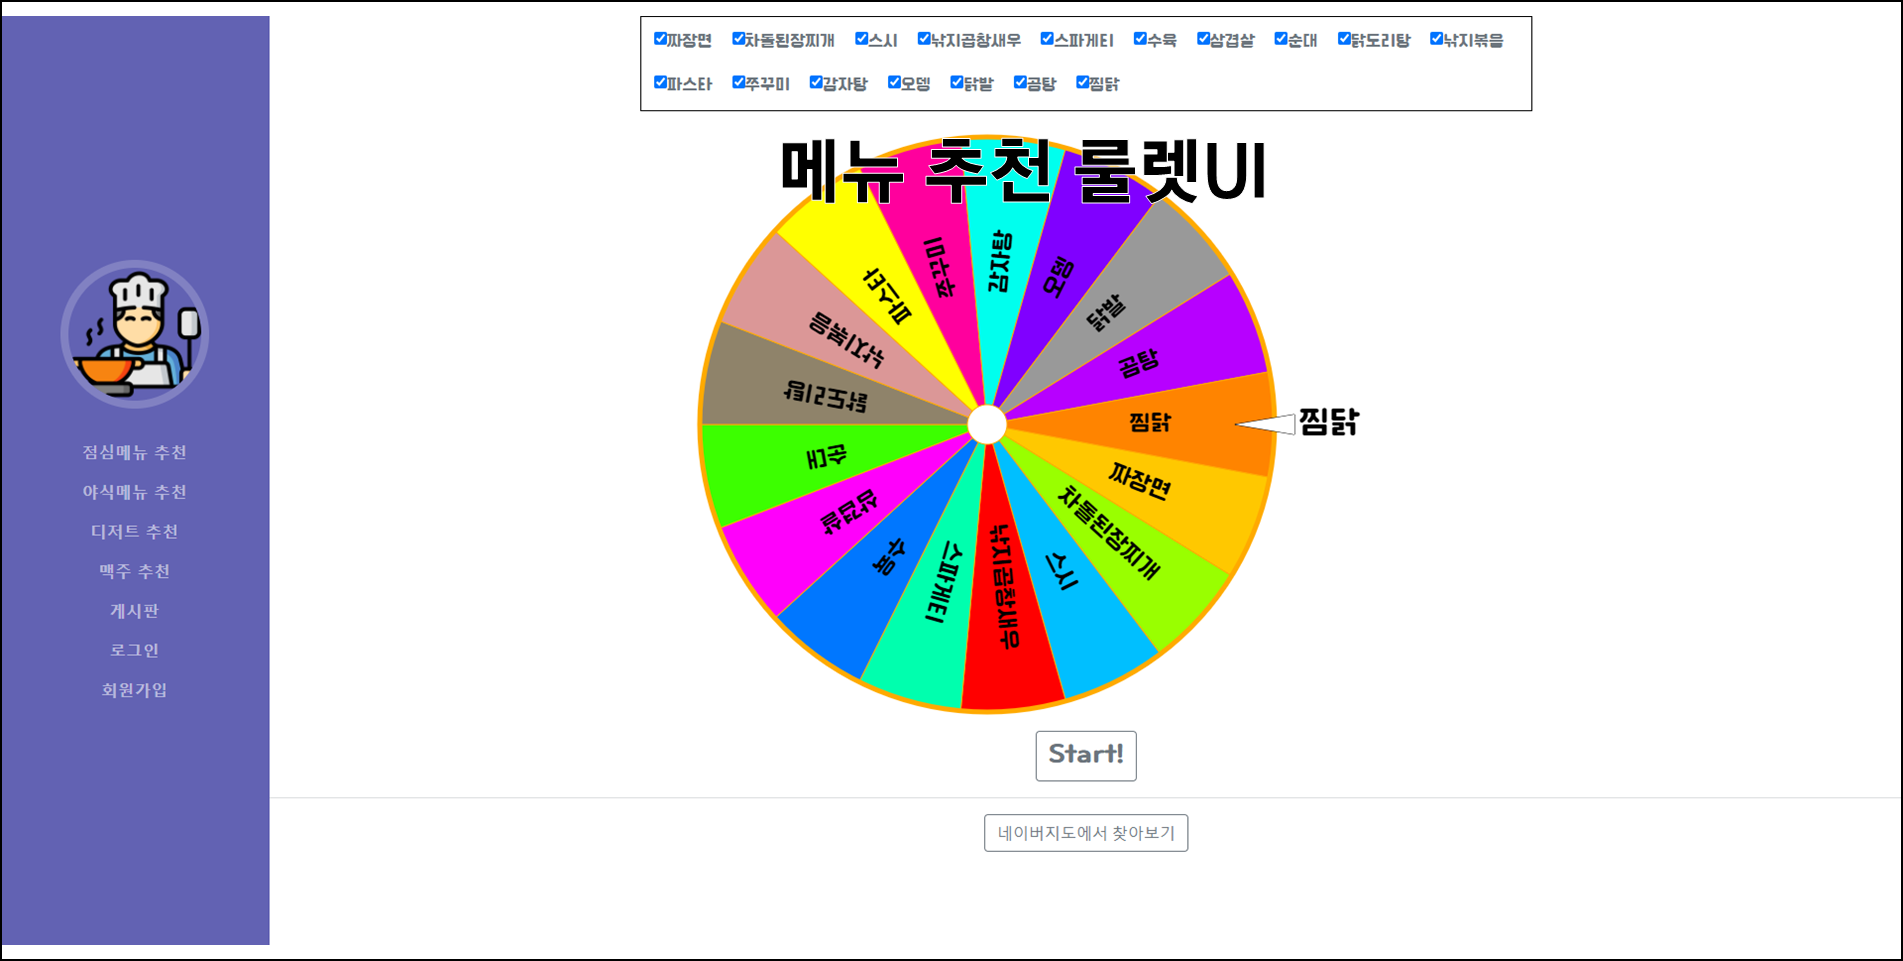 짜장면 차돌된장찌개 스시 낙지곱창새우 스파게티 수육 삼겹살 순대 닭도리탕 낙지볶음
파스타 쭈꾸미 감자탕 오뎅 닭발 곰탕 찜닭
메뉴 추천 룰렛UI
감자탕
오뎅
닭발
곰탕
찜닭
짜장면
차돌된장찌개
스시
낙지곱창새우
스파게티
수육
삼겹살
순대
닭도리탕
낙지볶음
파스타
쭈꾸미
찜닭
점심메뉴 추천
야식메뉴 추천
디저트 추천
맥주 추천
게시판
로그인
회원가입
Start!
네이버지도에서 찾아보기